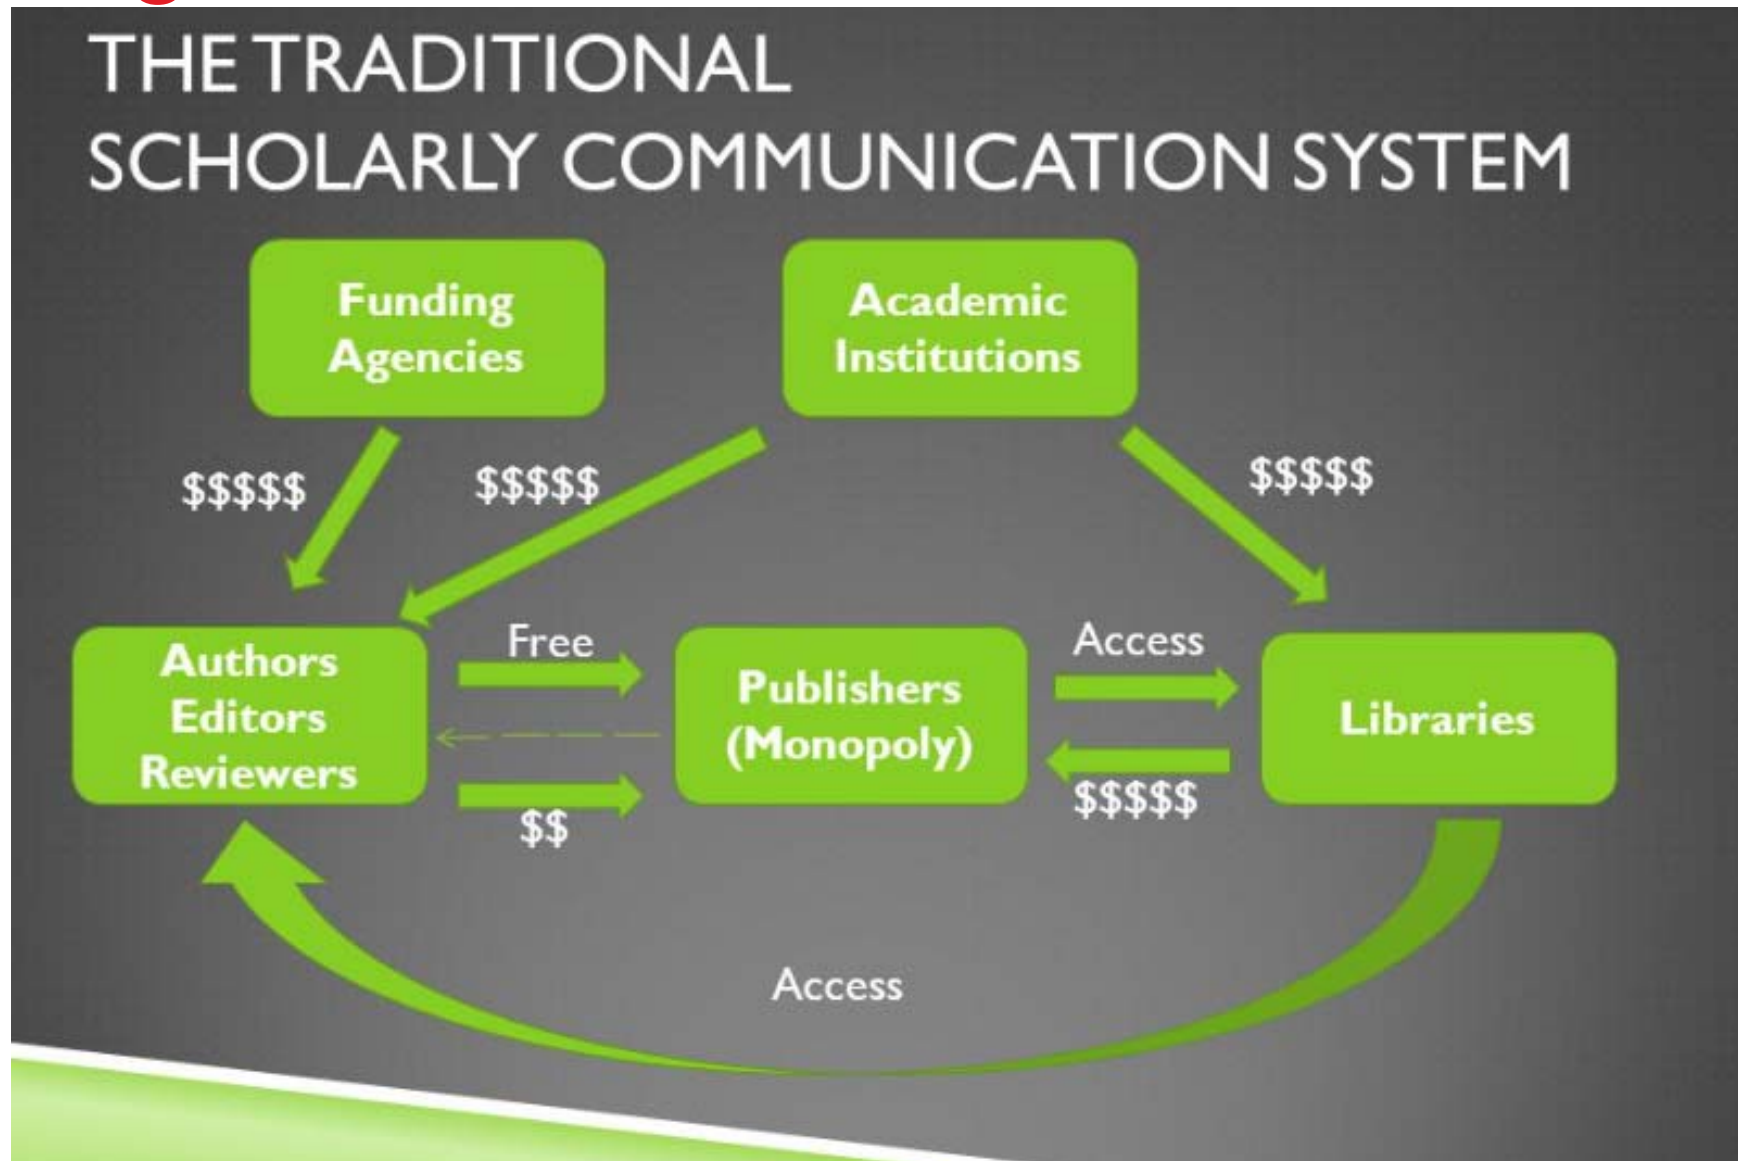 THE TRADITIONAL
SCHOLARLY COMMUNICATION SYSTEM
Funding
Agencies
Academic
Institutions
$$$$$
$$$$$
$$$$$
Authors
Editors
Reviewers
Free
$$
Publishers
(Monopoly)
Access
$$$$$
Libraries
Access